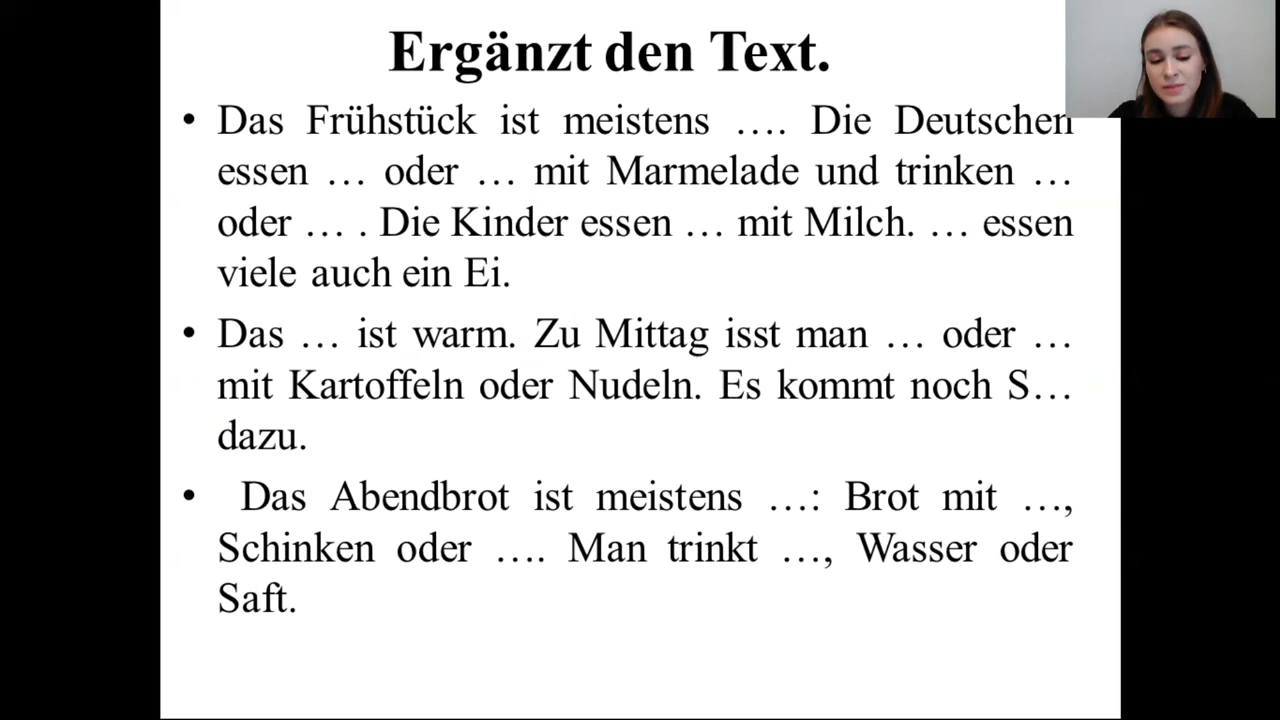 Ergänzt den Text.
• Das Frühstück ist meistens …. Die Deutschen
essen … oder … mit Marmelade und trinken …
oder … . Die Kinder essen … mit Milch. … essen
viele auch ein Ei.
• Das … ist warm. Zu Mittag isst man … oder …
mit Kartoffeln oder Nudeln. Es kommt noch S…
dazu.
• Das Abendbrot ist meistens …: Brot mit …,
Schinken oder …. Man trinkt …, Wasser oder
Saft.